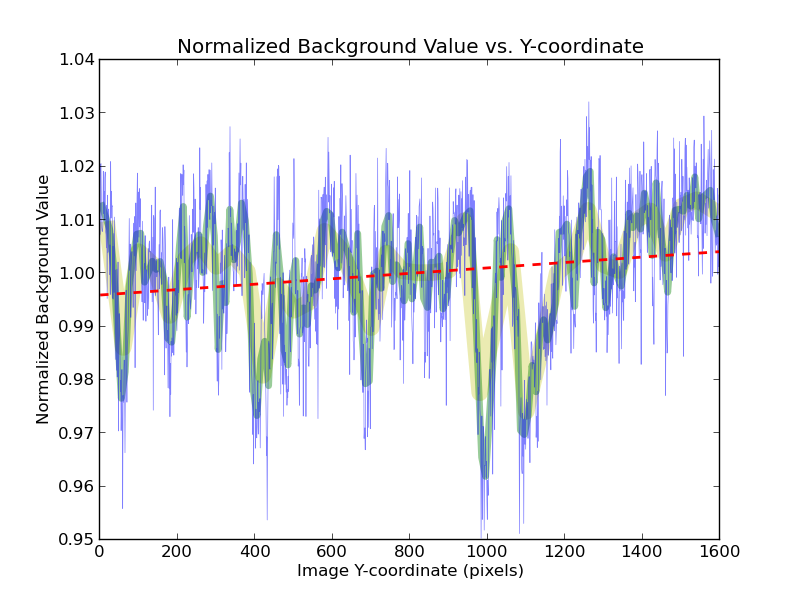 Normalized Background Value vs. Y-coordinate
1.04
1.03
1.02
1.01
1.00
0.99
0.98
0.97
0.96
0.95
Normalized Background Value
0 200 400 600 800 1000 1200 1400 1600
Image Y-coordinate (pixels)